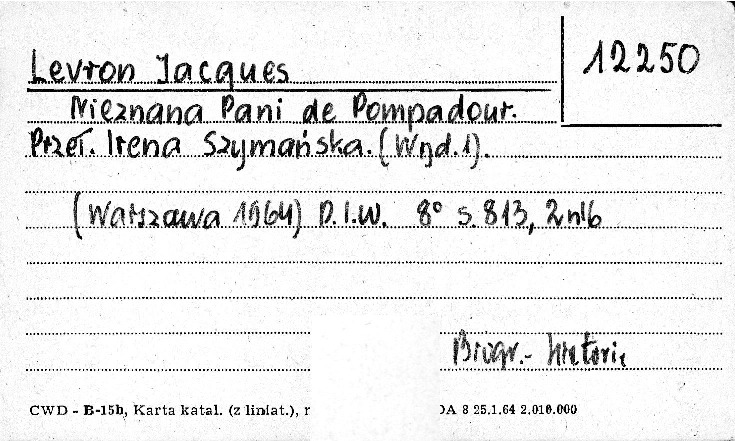 12250
Levron Jacques
Nieznana Pani de Pompadour.
Przeł. Irena Szymańska. (Wyd. 1).
(Warszawa 1964) P.I.W. 8° s. 813, 2 nlb
Biogr.-
CWD - B-15b, Karta katal. (z liniat.), r
DA 8 25.1.64 2.010.000